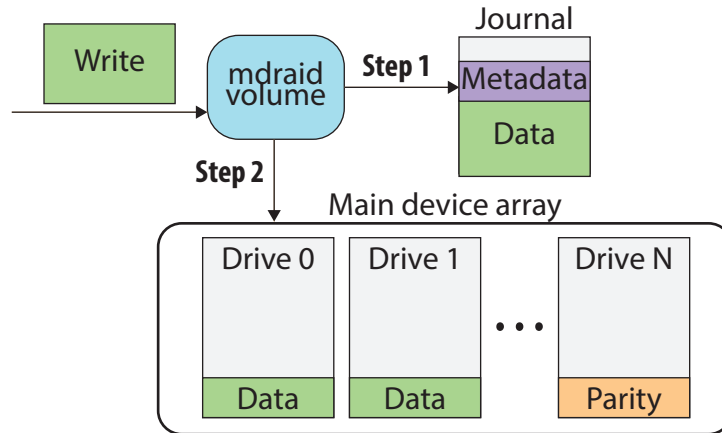 Journal
Write
mdraid
volume
Step 1
Metadata
Data
Step 2
Main device array
Drive 0
Drive 1
Drive N
...
Data
Data
Parity